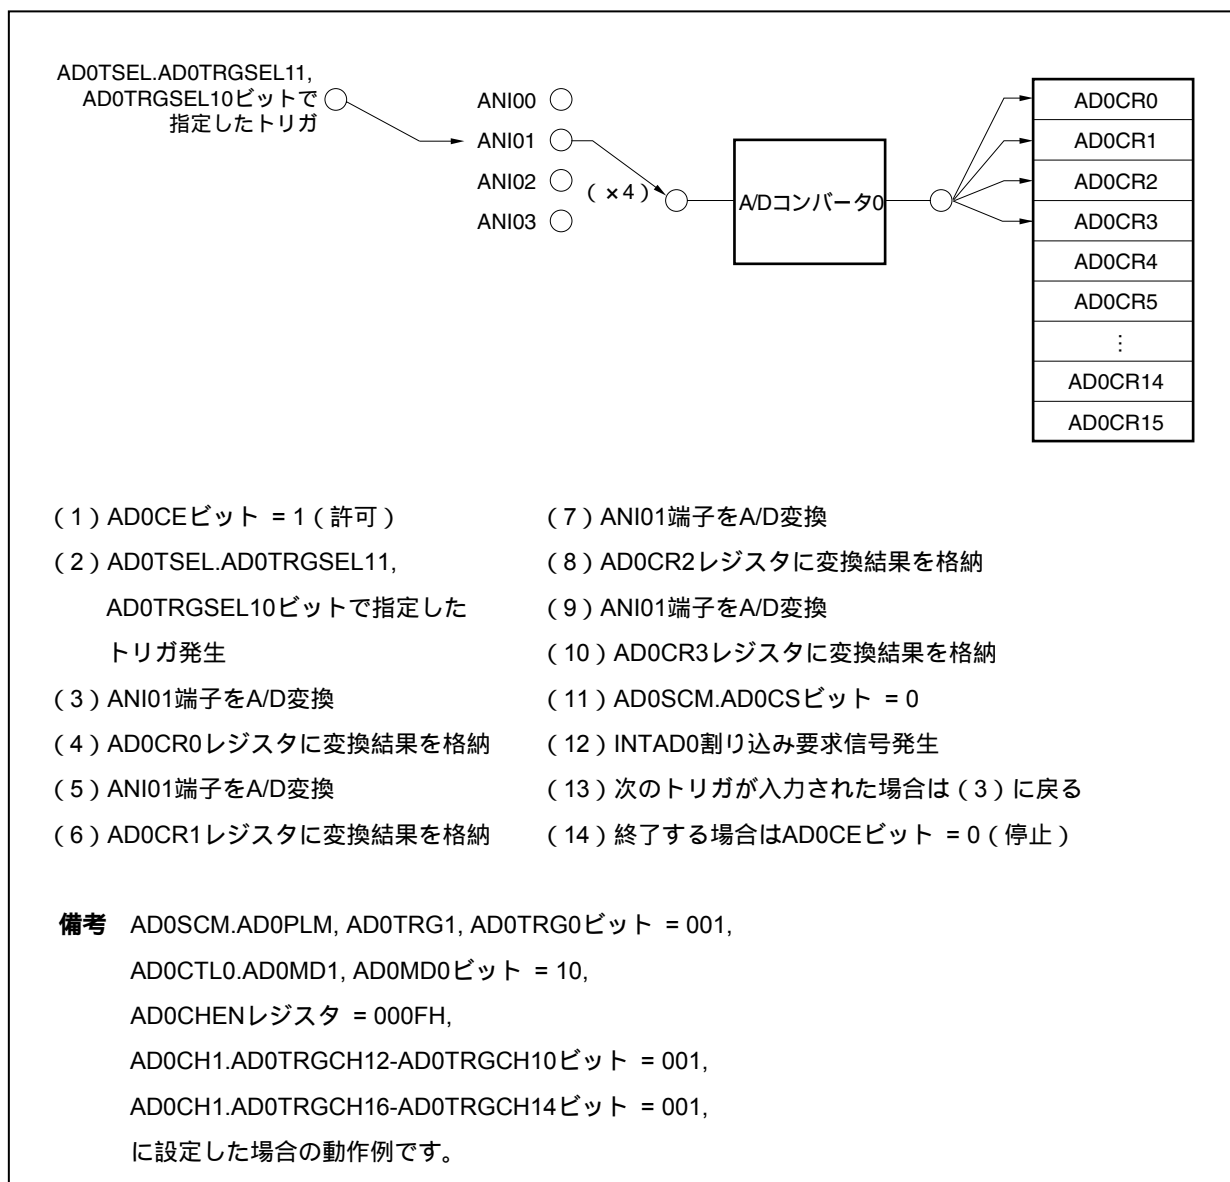 AD0TSEL.AD0TRGSEL11,
AD0TRGSEL10ビットで
指定したトリガ
ANI00
ANI01
ANI02
ANI03
（×4）
A/Dコンバータ0
AD0CR0
AD0CR1
AD0CR2
AD0CR3
AD0CR4
AD0CR5
⋮
AD0CR14
AD0CR15
（1）AD0CEビット = 1（許可）
（2）AD0TSEL.AD0TRGSEL11,
AD0TRGSEL10ビットで指定した
トリガ発生
（3）ANI01端子をA/D変換
（4）AD0CR0レジスタに変換結果を格納
（5）ANI01端子をA/D変換
（6）AD0CR1レジスタに変換結果を格納
（7）ANI01端子をA/D変換
（8）AD0CR2レジスタに変換結果を格納
（9）ANI01端子をA/D変換
（10）AD0CR3レジスタに変換結果を格納
（11）AD0SCM.AD0CSビット = 0
（12）INTAD0割り込み要求信号発生
（13）次のトリガが入力された場合は（3）に戻る
（14）終了する場合はAD0CEビット = 0（停止）
備考 AD0SCM.AD0PLM, AD0TRG1, AD0TRG0ビット = 001,
AD0CTL0.AD0MD1, AD0MD0ビット = 10,
AD0CHENレジスタ = 000FH,
AD0CH1.AD0TRGCH12-AD0TRGCH10ビット = 001,
AD0CH1.AD0TRGCH16-AD0TRGCH14ビット = 001,
に設定した場合の動作例です。